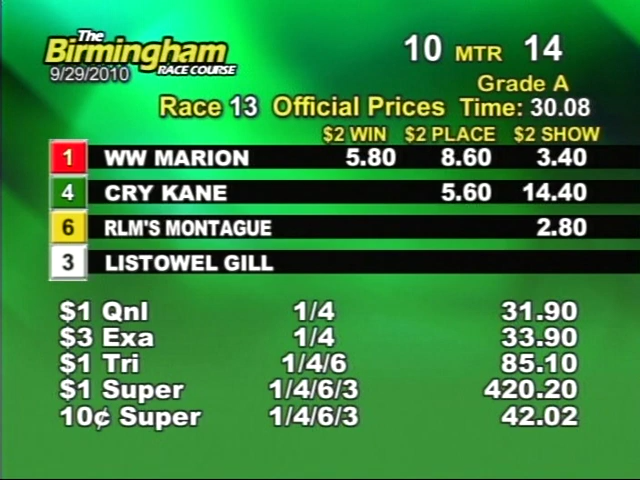 The
Birmingham
RACE COURSE
9/29/2010
10 MTR 14
Grade A
Race 13 Official Prices Time: 30.08
$2 WIN $2 PLACE $2 SHOW
1 WW MARION 5.80 8.60 3.40
4 CRY KANE 5.60 14.40
6 RLM'S MONTAGUE 2.80
3 LISTOWEL GILL
$1 Qnl 1/4 31.90
$3 Exa 1/4 33.90
$1 Tri 1/4/6 85.10
$1 Super 1/4/6/3 420.20
10¢ Super 1/4/6/3 42.02